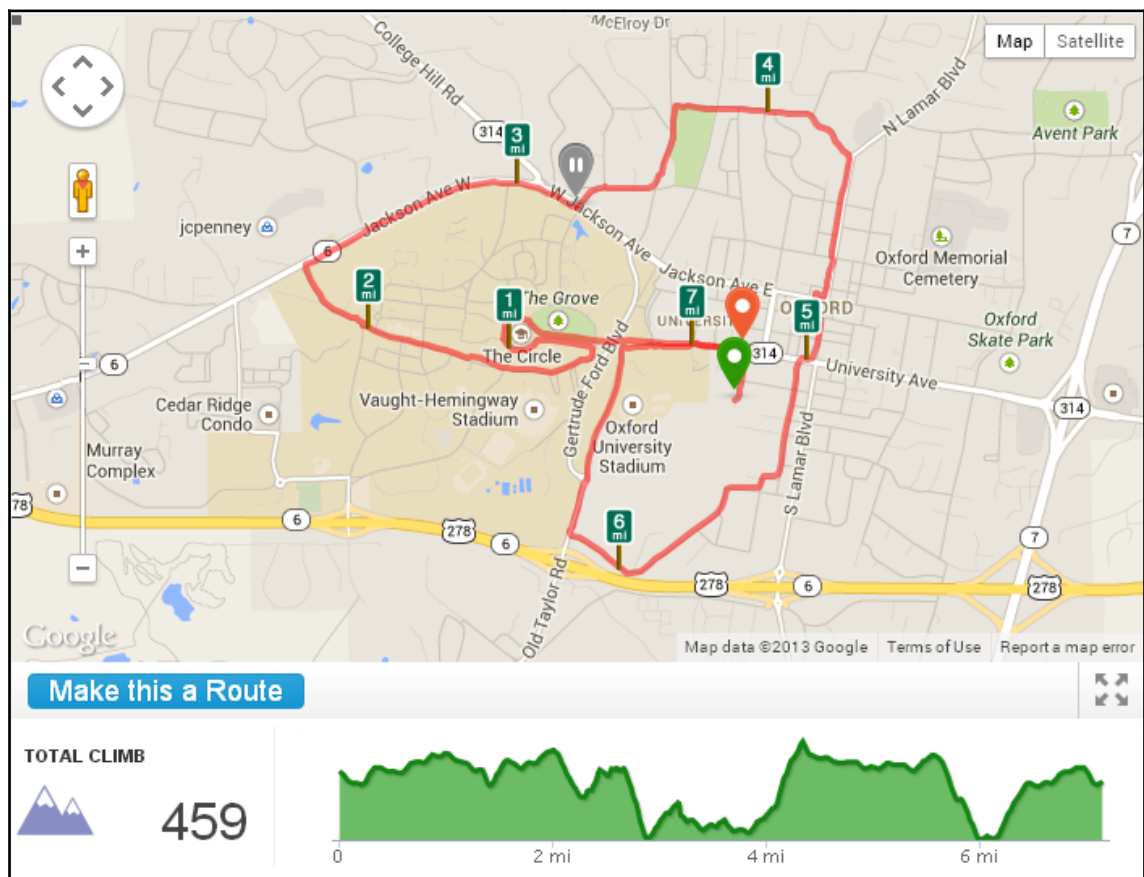 McElroy Dr
Map
Satellite
College Hill Rd
4
mi
N Lamar Blvd
Avent Park
314
3
mi
Jackson Ave W
W Jackson Ave
jcpenney
6
7
Oxford Memorial
Cemetery
2
mi
1
mi
The Grove
Jackson Ave E
7
mi
UNIVERSIT
OXFORD
5
mi
Oxford
Skate Park
The Circle
314
University Ave
6
Gertrude Ford Blvd
Vaught-Hemingway
Stadium
Cedar Ridge
Condo
Oxford
University
Stadium
314
S Lamar Blvd
Murray
Complex
78
6
278
6
6
mi
7
278
6
278
Old Taylor Rd
Google
Map data ©2013 Google
Terms of Use
Report a map error
Make this a Route
TOTAL CLIMB
459
0
2 mi
4 mi
6 mi